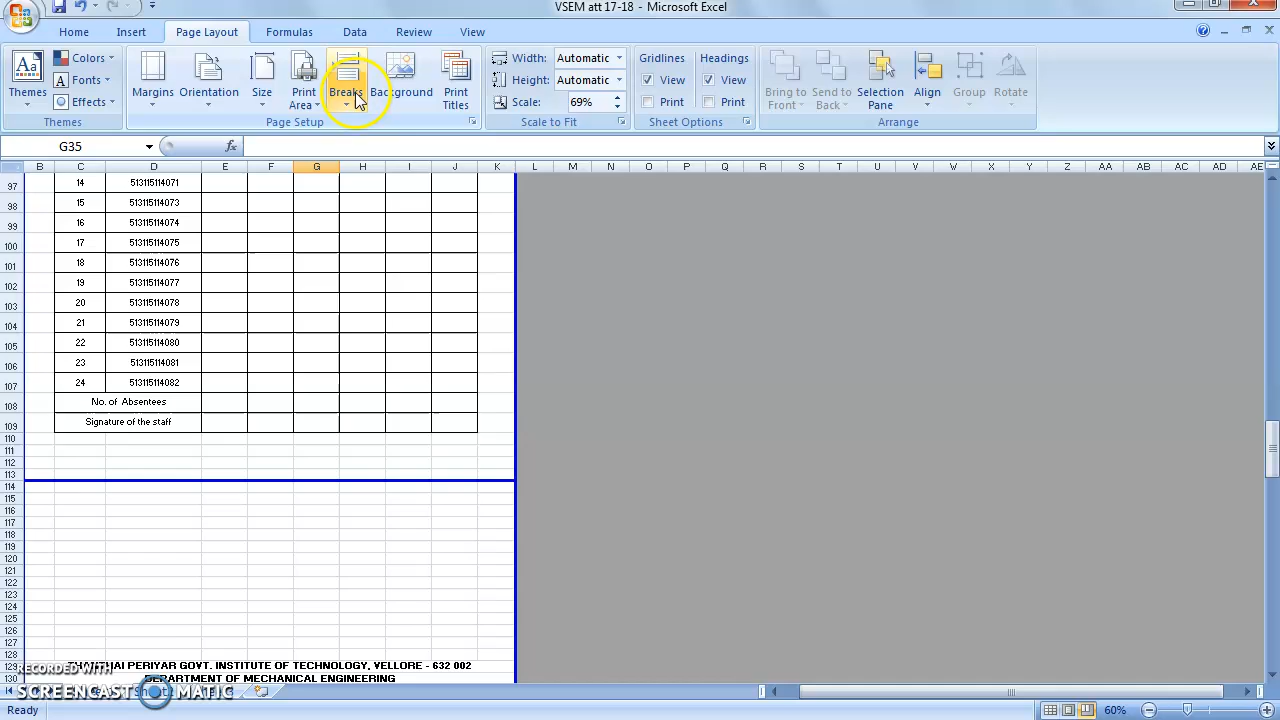 VSEM att 17-18 - Microsoft Excel
Home Insert Page Layout Formulas Data Review View
Themes Colors Fonts Effects Margins Orientation Size Print Area Breaks Background Print Titles Width: Automatic Height: Automatic Scale: 69% Gridlines View Print Headings View Print Bring to Front Send to Back Selection Pane Align Group Rotate
Themes Page Setup Scale to Fit Sheet Options Arrange
G35 fx
B C D E F G H I J K L M N O P Q R S T U V W X Y Z AA AB AC AD AE
97 14 513115114071
98 15 513115114073
99 16 513115114074
100 17 513115114075
101 18 513115114076
102 19 513115114077
103 20 513115114078
104 21 513115114079
105 22 513115114080
106 23 513115114081
107 24 513115114082
108 No. of Absentees
109 Signature of the staff
110
111
112
113
114
115
116
117
118
119
120
121
122
123
124
125
126
127
128
129 PERIYAR GOVT. INSTITUTE OF TECHNOLOGY, VELLORE - 632 002
130 DEPARTMENT OF MECHANICAL ENGINEERING
RECORDED WITH
SCREENCAST MATIC
Ready 60%